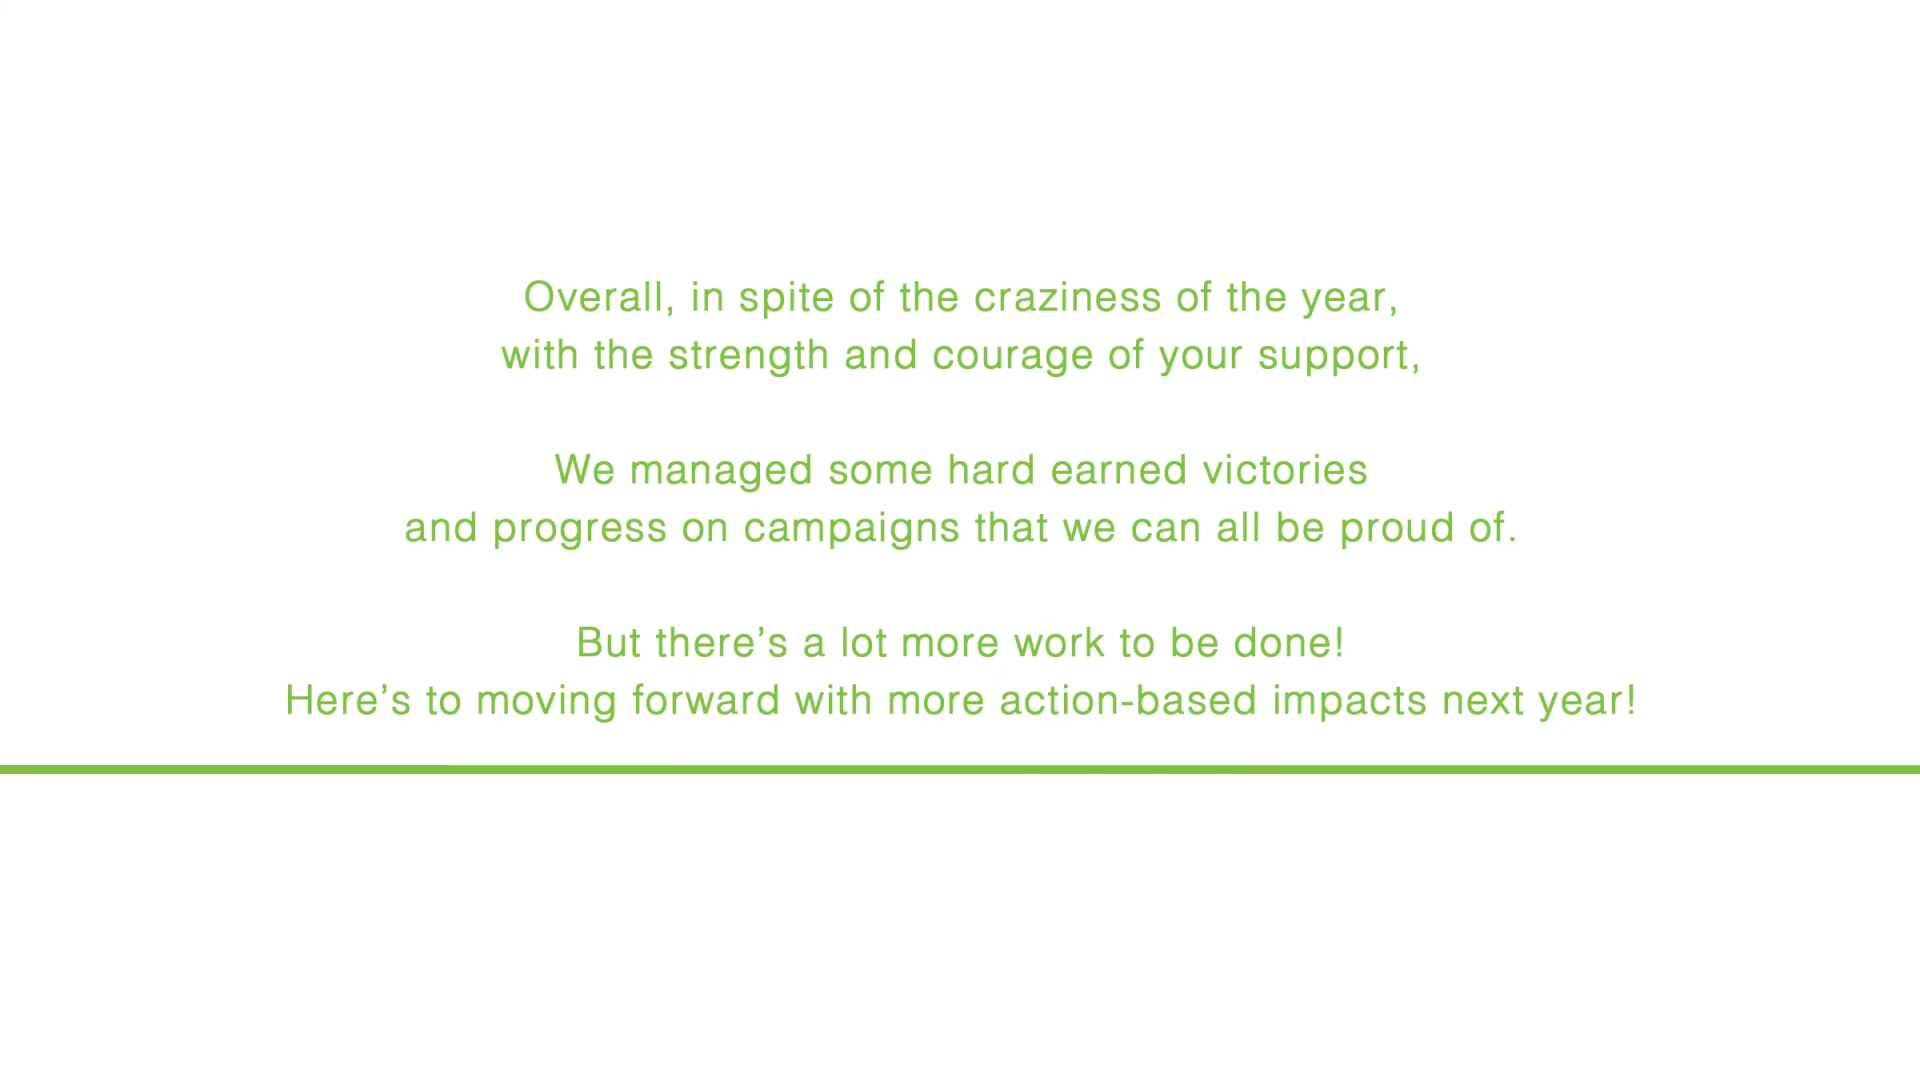 Overall, in spite of the craziness of the year,
with the strength and courage of your support,
We managed some hard earned victories
and progress on campaigns that we can all be proud of.
But there’s a lot more work to be done!
Here’s to moving forward with more action-based impacts next year!